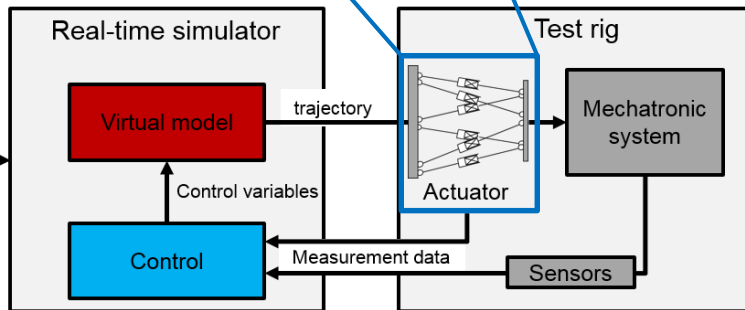 Real-time simulator
Test rig
Virtual model
trajectory
Mechatronic
system
Actuator
Control variables
Control
Measurement data
Sensors